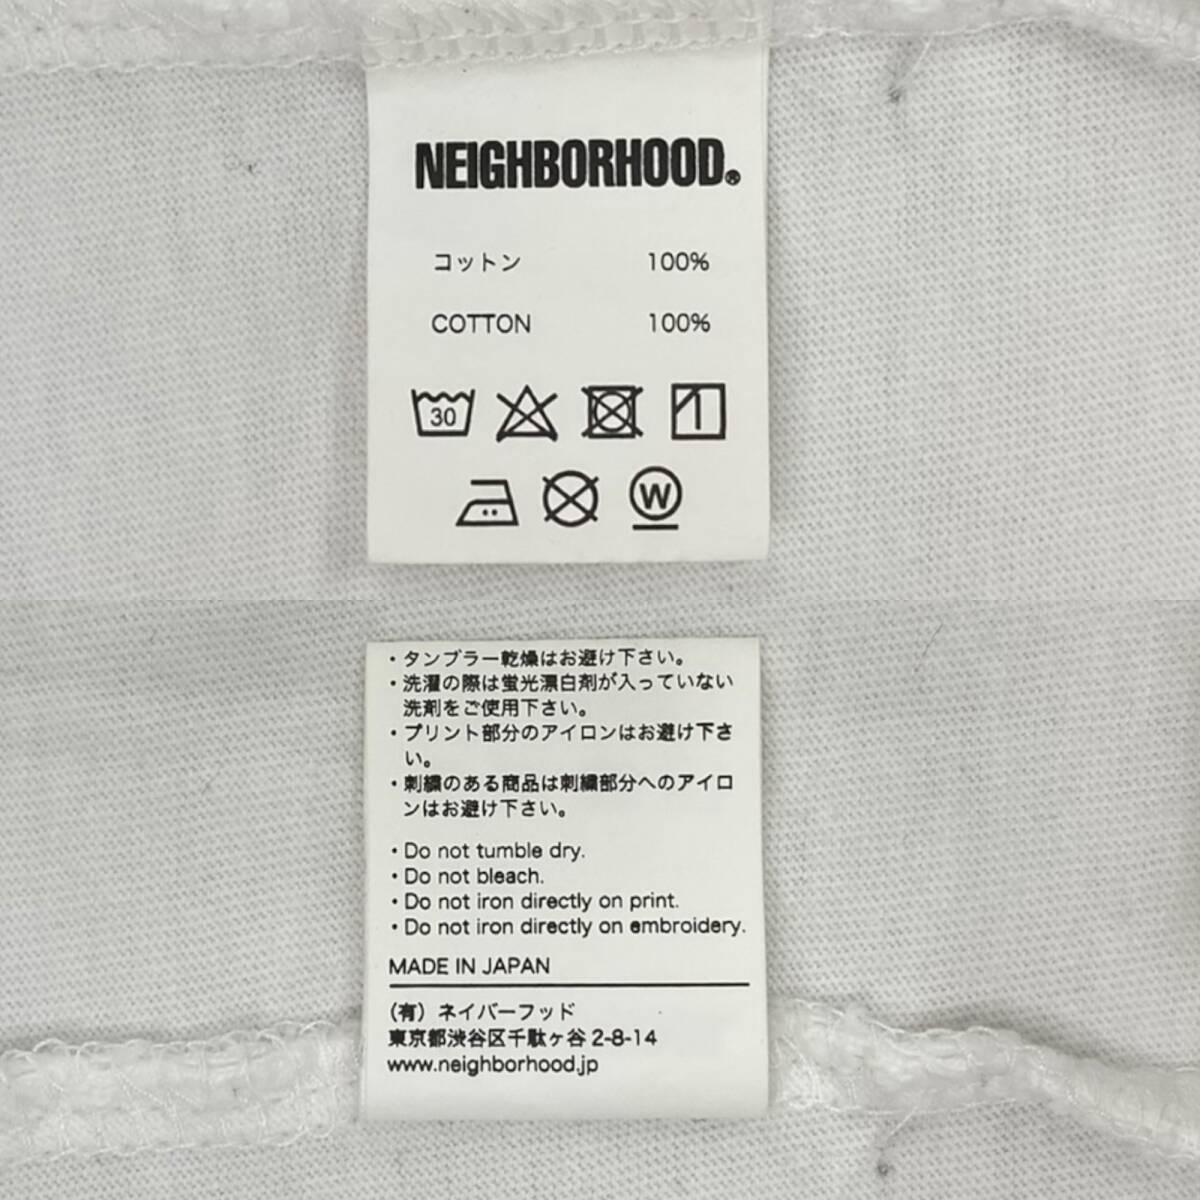 NEIGHBORHOOD®
コットン 100%
COTTON 100%
30
W
・タンブラー乾燥はお避け下さい。
・洗濯の際は蛍光漂白剤が入っていない
洗剤をご使用下さい。
・プリント部分のアイロンはお避け下さ
い。
・刺繍のある商品は刺繍部分へのアイロ
ンはお避け下さい。
・Do not tumble dry.
・Do not bleach.
・Do not iron directly on print.
・Do not iron directly on embroidery.
MADE IN JAPAN
（有）ネイバーフッド
東京都渋谷区千駄ヶ谷 2-8-14
www.neighborhood.jp